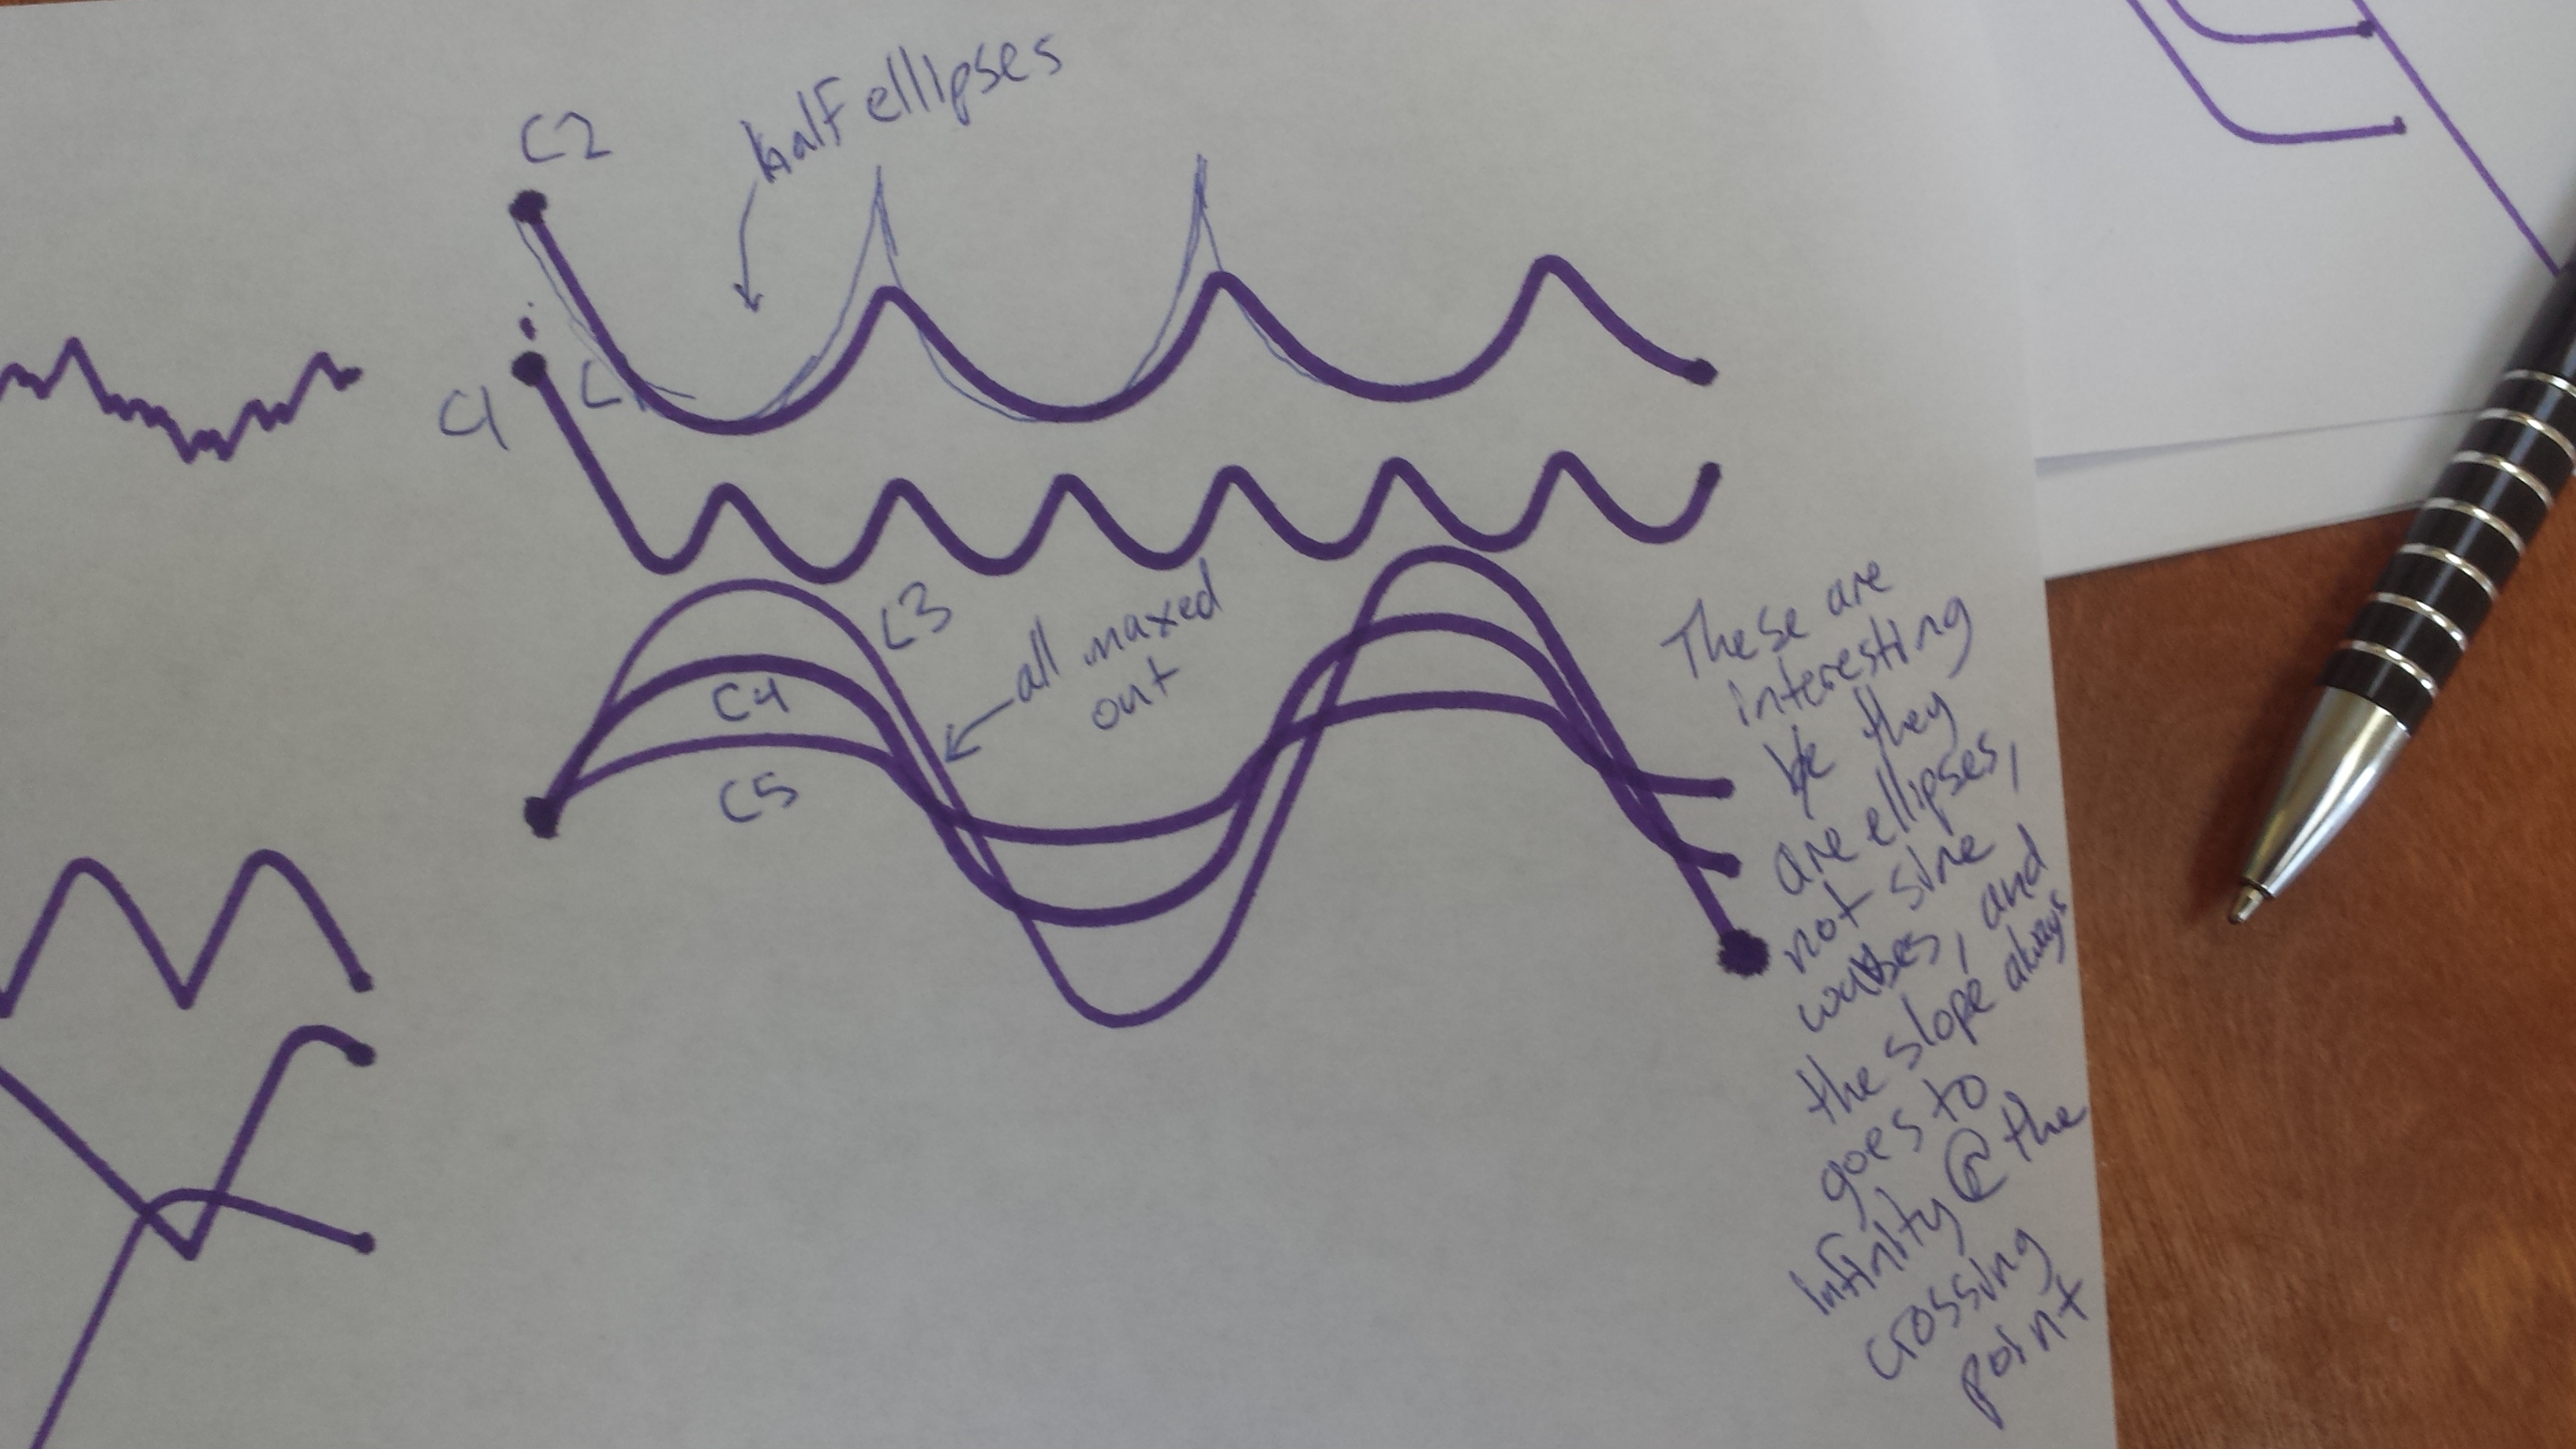 C2
half ellipses
C1
C3
all maxed
out
C4
C5
These are
interesting
b/c they
are ellipses,
not sine
waves, and
the slope always
goes to
infinity @ the
crossing
point